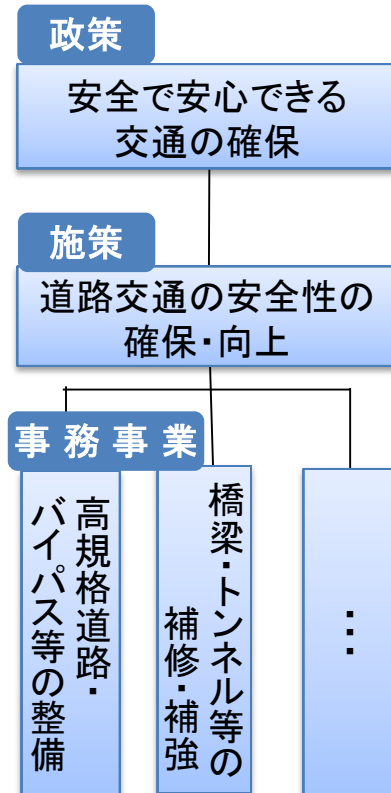 政策
安全で安心できる
交通の確保
施策
道路交通の安全性の
確保・向上
事務事業
高規格道路・
バイパス等の整備
橋梁・トンネル等の
補修・補強
…